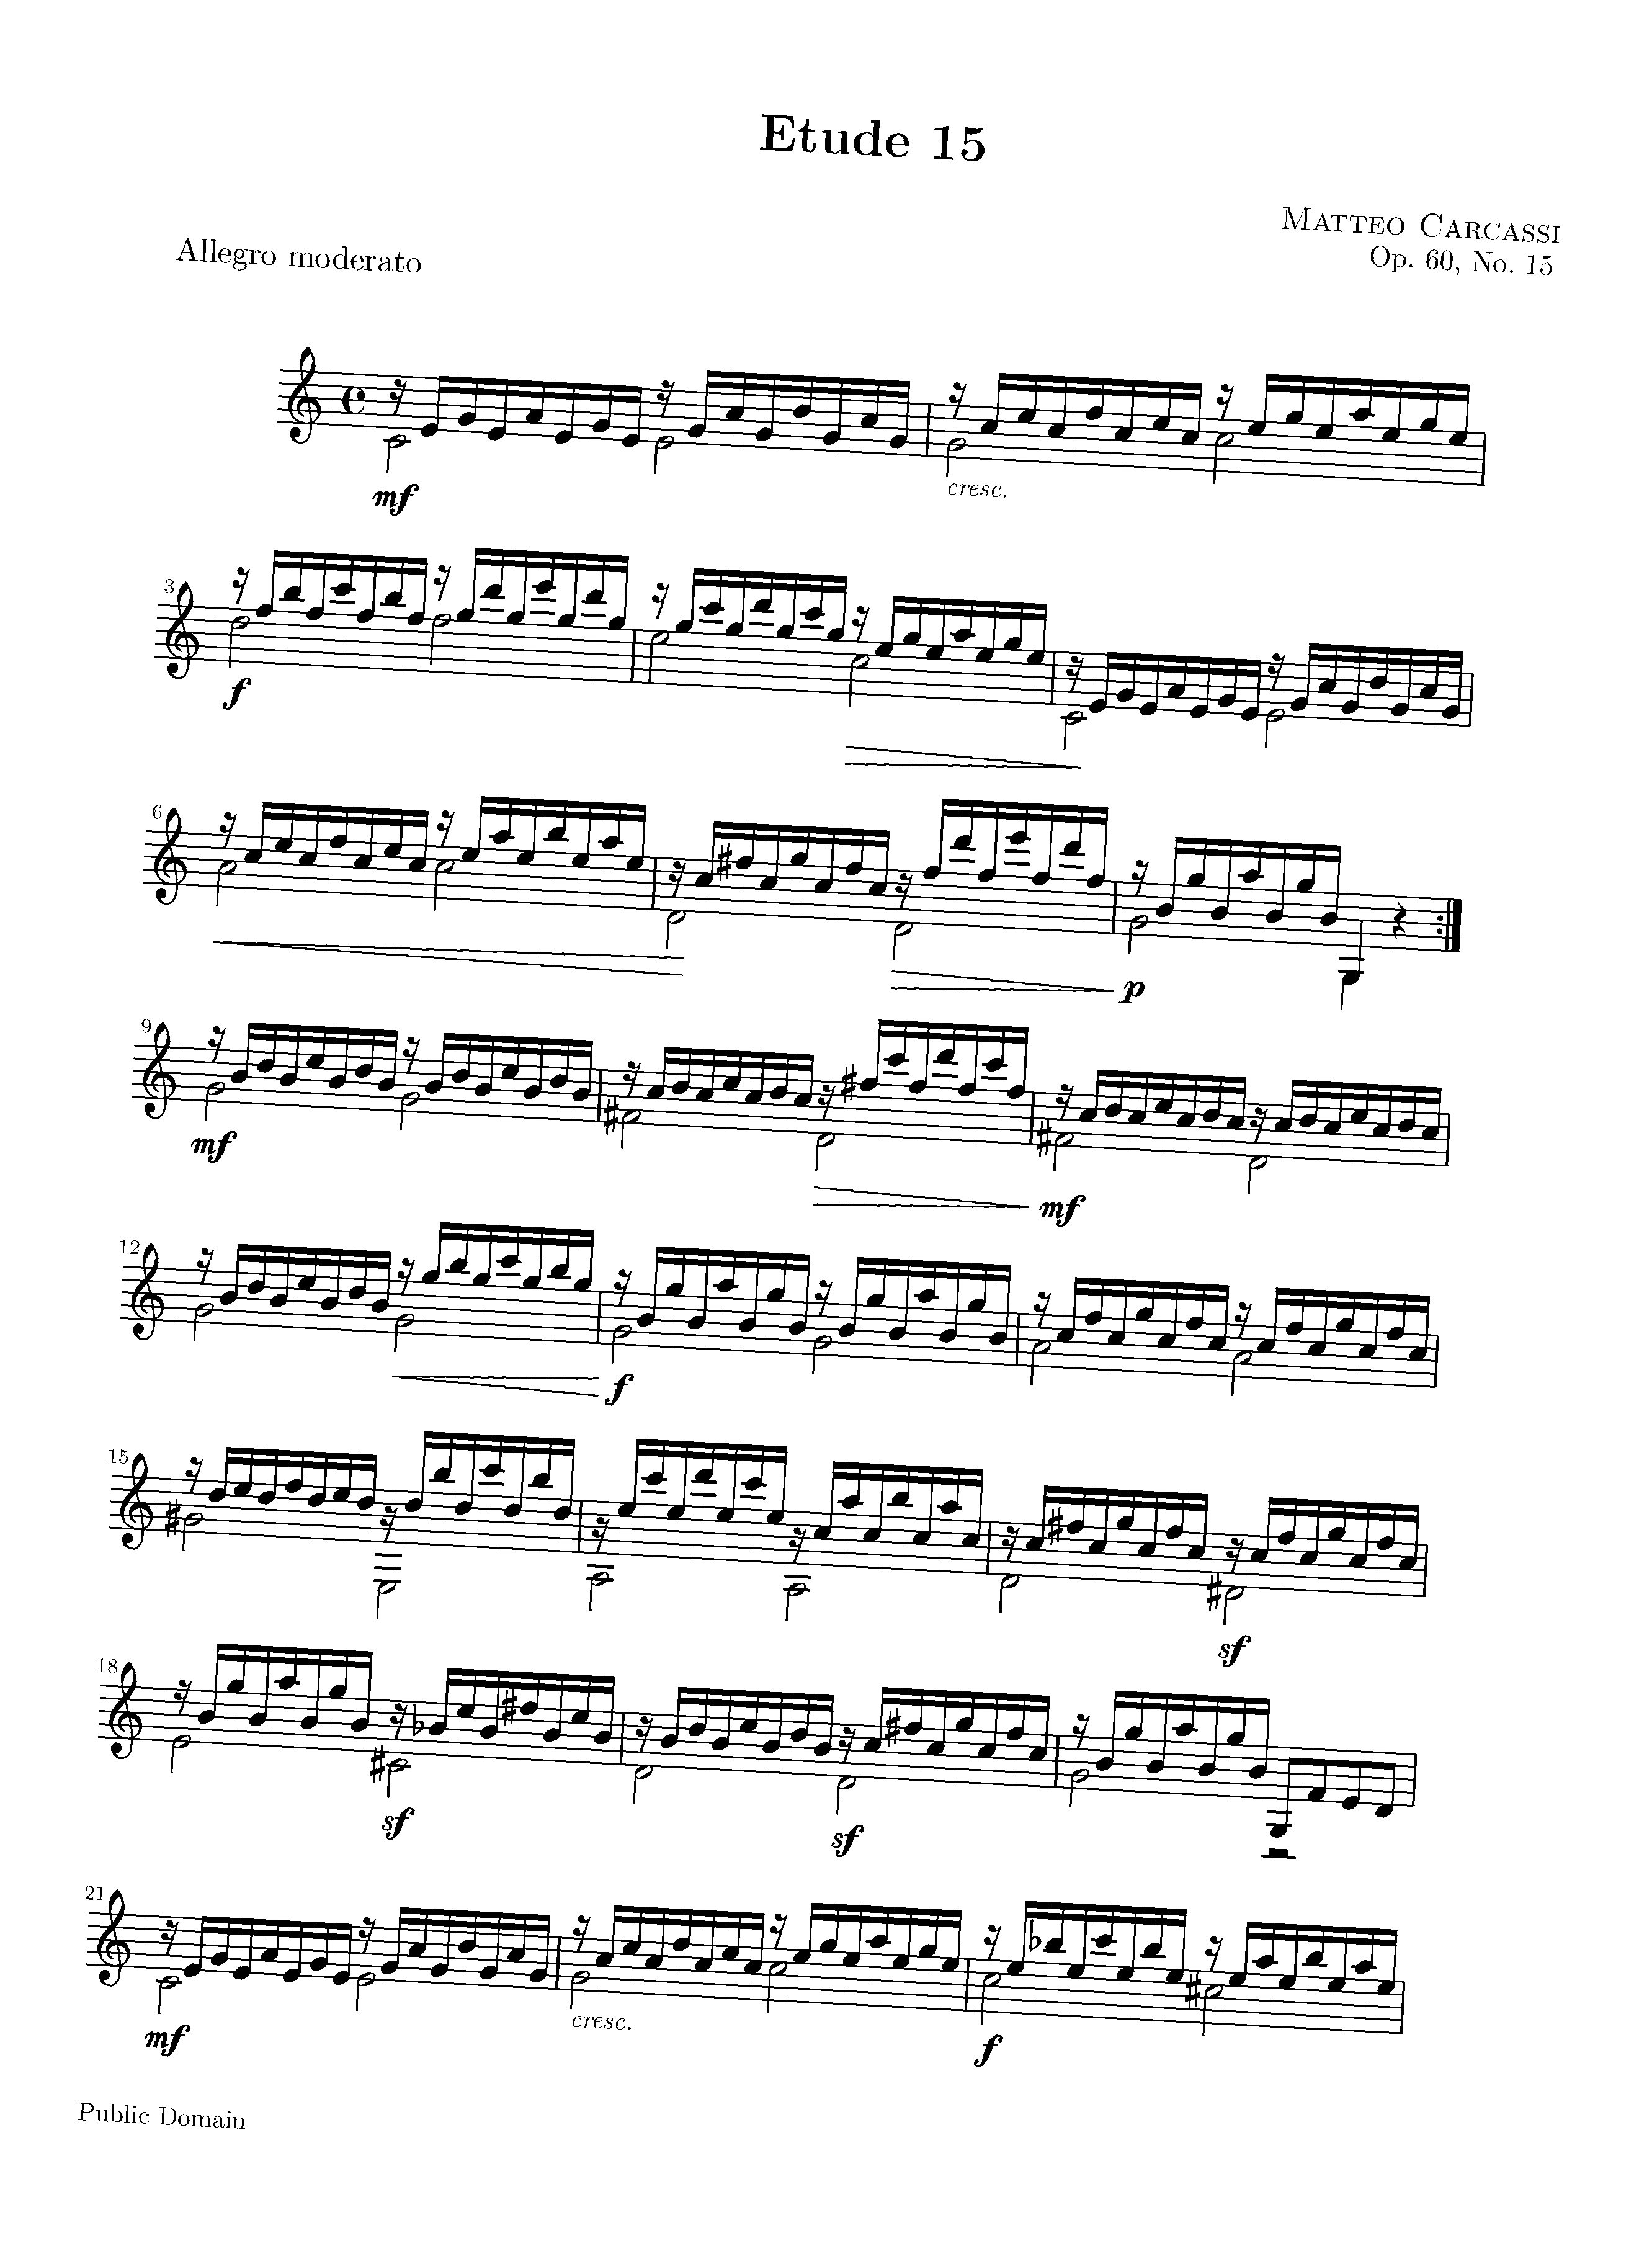 Etude 15
MATTEO CARCASSI
Allegro moderato
Op. 60, No. 15
mf
cresc.
3
f
6
p
9
mf
mf
12
f
15
sf
18
sf
sf
21
mf
cresc.
f
Public Domain